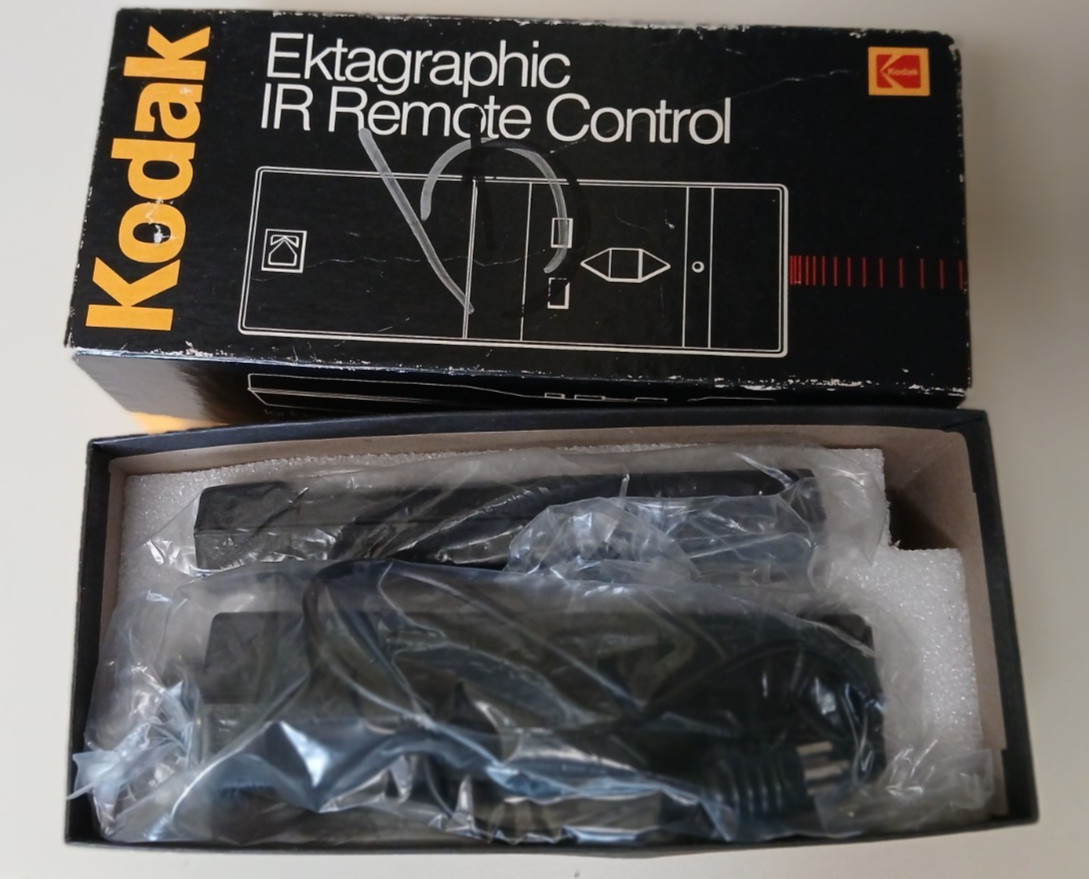 Kodak
Ektagraphic
IR Remote Control
Kodak